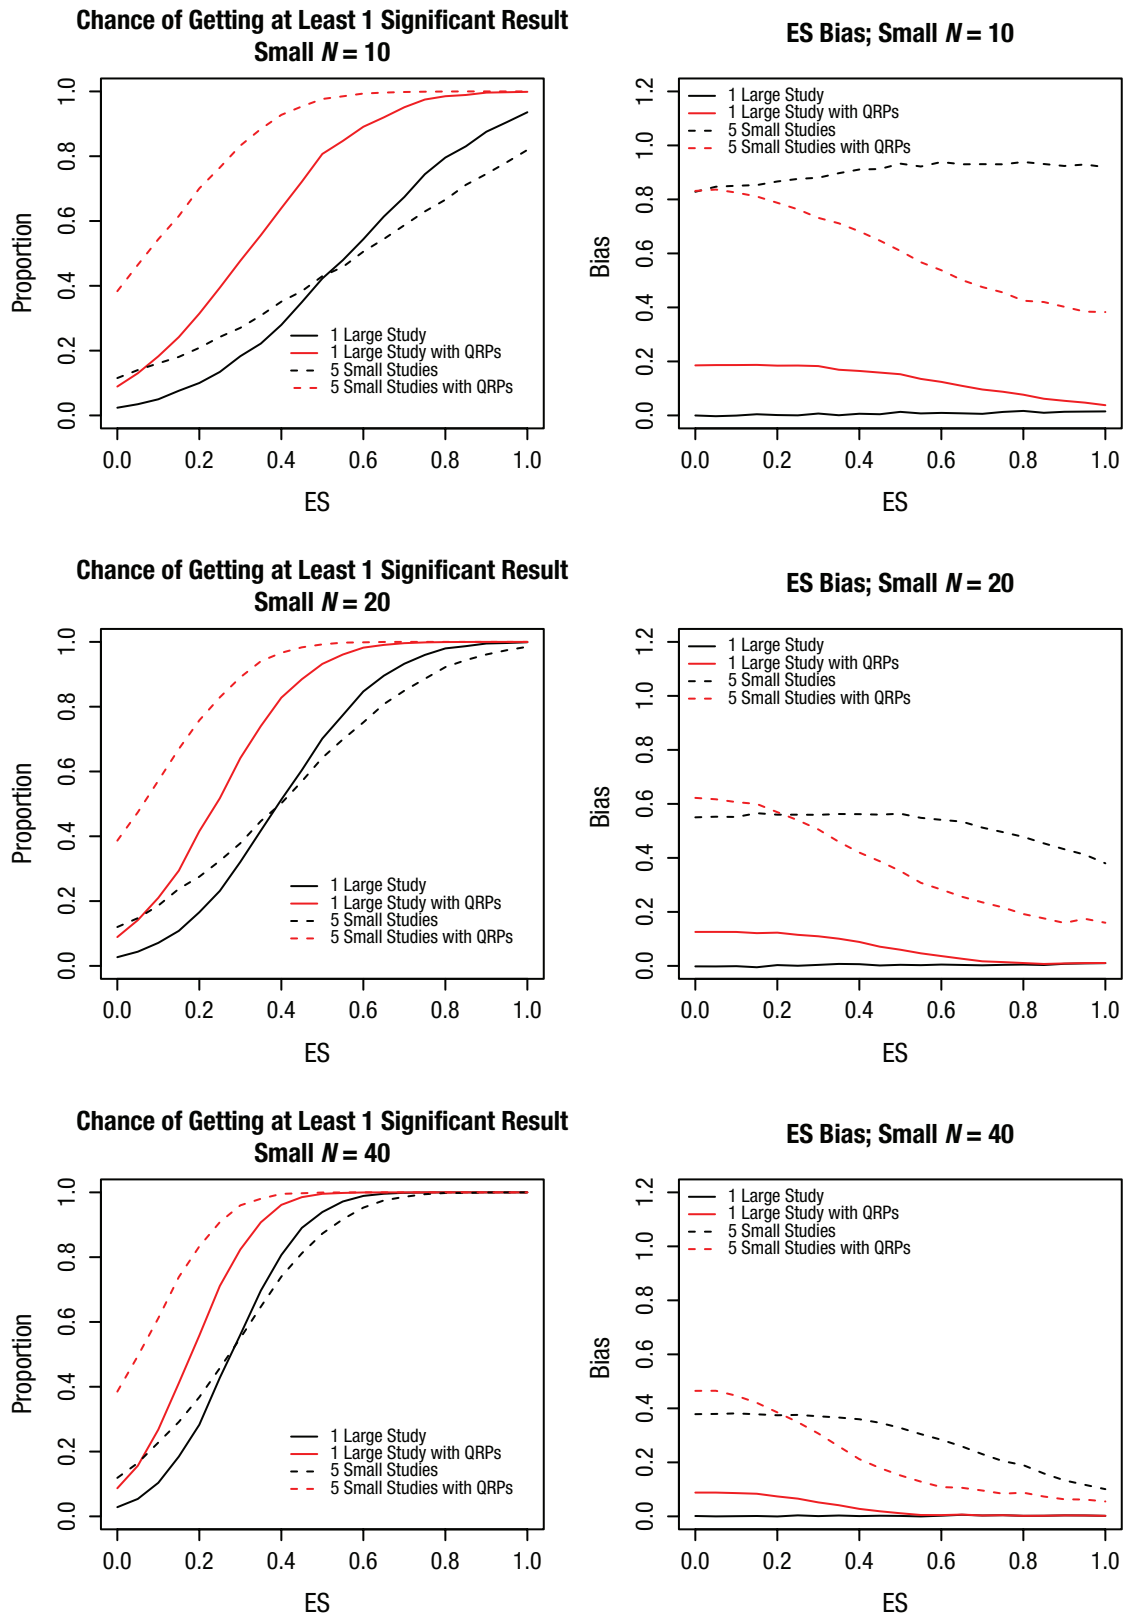 Chance of Getting at Least 1 Significant Result
Small N = 10
Proportion
0.0 0.2 0.4 0.6 0.8 1.0
1 Large Study
1 Large Study with QRPs
5 Small Studies
5 Small Studies with QRPs
0.0 0.2 0.4 0.6 0.8 1.0
ES
ES Bias; Small N = 10
Bias
0.0 0.2 0.4 0.6 0.8 1.0 1.2
1 Large Study
1 Large Study with QRPs
5 Small Studies
5 Small Studies with QRPs
0.0 0.2 0.4 0.6 0.8 1.0
ES
Chance of Getting at Least 1 Significant Result
Small N = 20
Proportion
0.0 0.2 0.4 0.6 0.8 1.0
1 Large Study
1 Large Study with QRPs
5 Small Studies
5 Small Studies with QRPs
0.0 0.2 0.4 0.6 0.8 1.0
ES
ES Bias; Small N = 20
Bias
0.0 0.2 0.4 0.6 0.8 1.0 1.2
1 Large Study
1 Large Study with QRPs
5 Small Studies
5 Small Studies with QRPs
0.0 0.2 0.4 0.6 0.8 1.0
ES
Chance of Getting at Least 1 Significant Result
Small N = 40
Proportion
0.0 0.2 0.4 0.6 0.8 1.0
1 Large Study
1 Large Study with QRPs
5 Small Studies
5 Small Studies with QRPs
0.0 0.2 0.4 0.6 0.8 1.0
ES
ES Bias; Small N = 40
Bias
0.0 0.2 0.4 0.6 0.8 1.0 1.2
1 Large Study
1 Large Study with QRPs
5 Small Studies
5 Small Studies with QRPs
0.0 0.2 0.4 0.6 0.8 1.0
ES